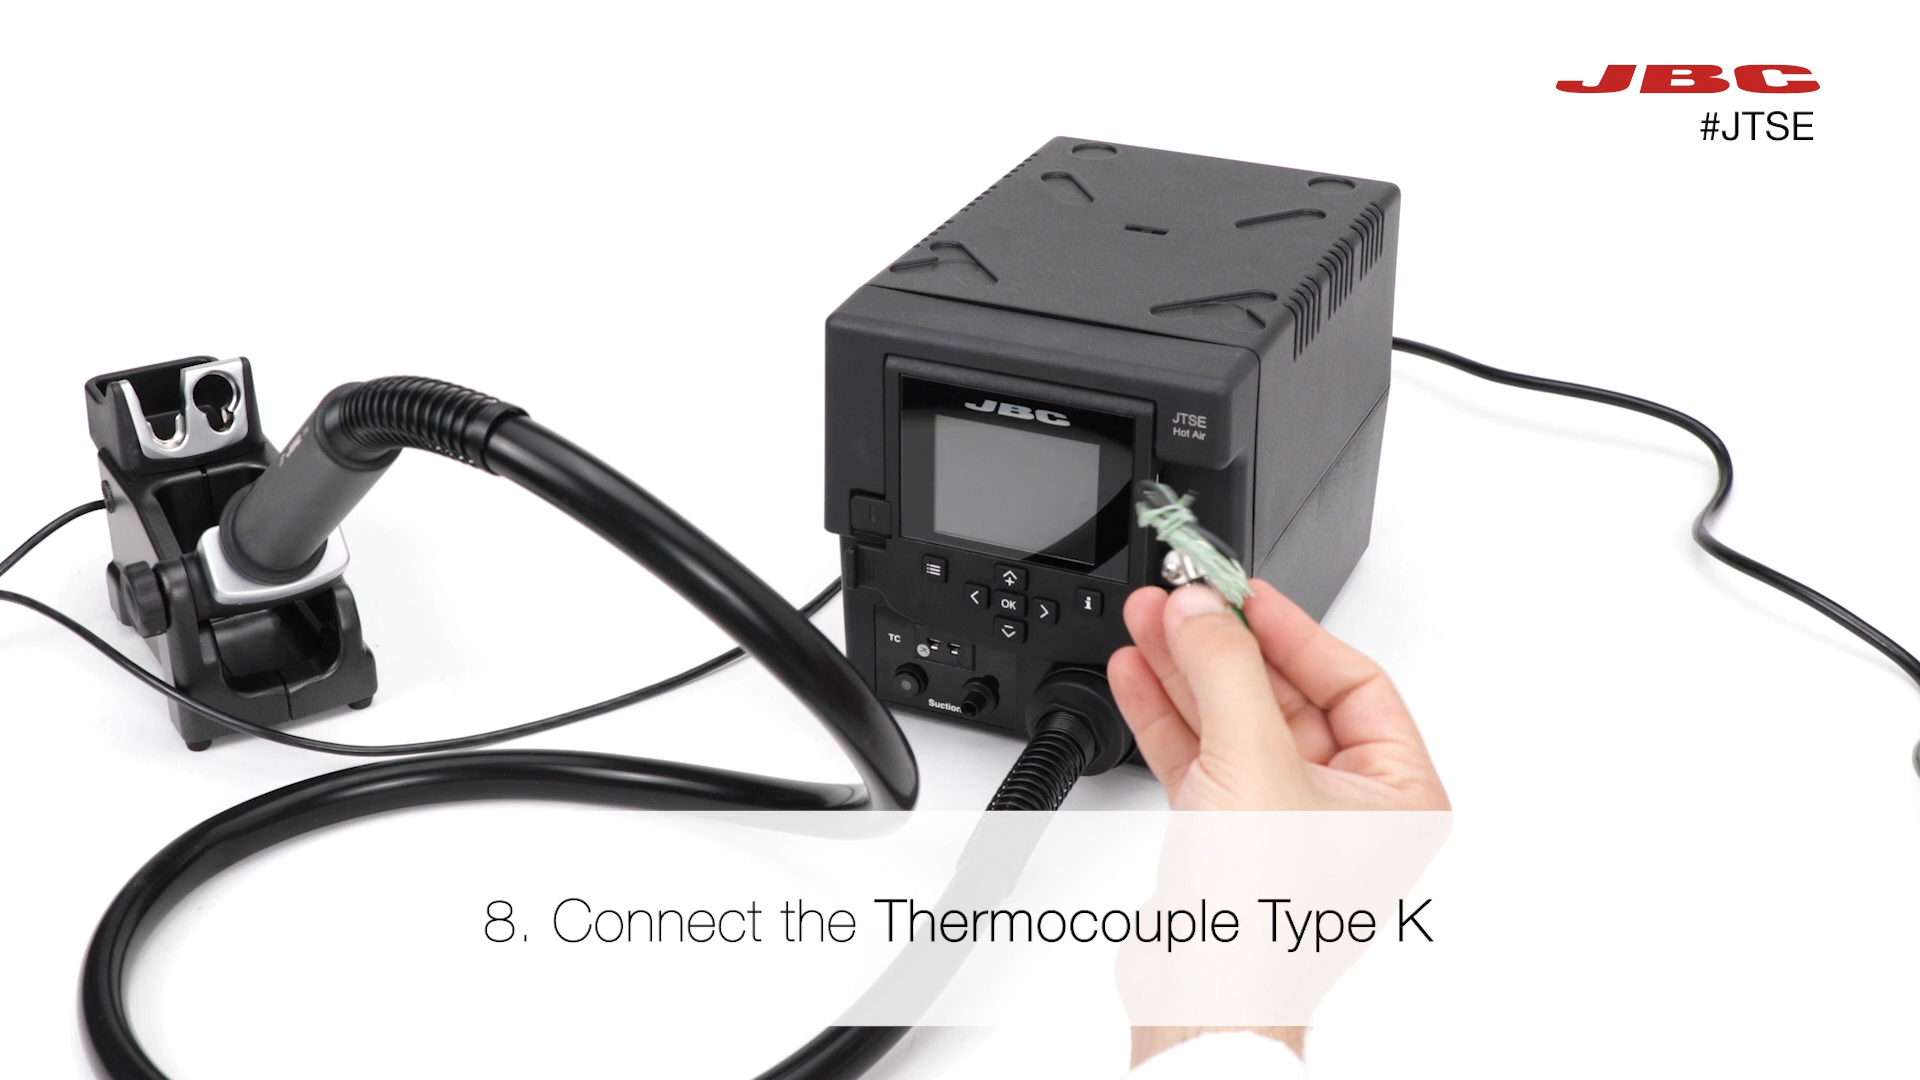 JBC
#JTSE
JBC
JTSE
Hot Air
OK
i
TC
Suction
8. Connect the Thermocouple Type K